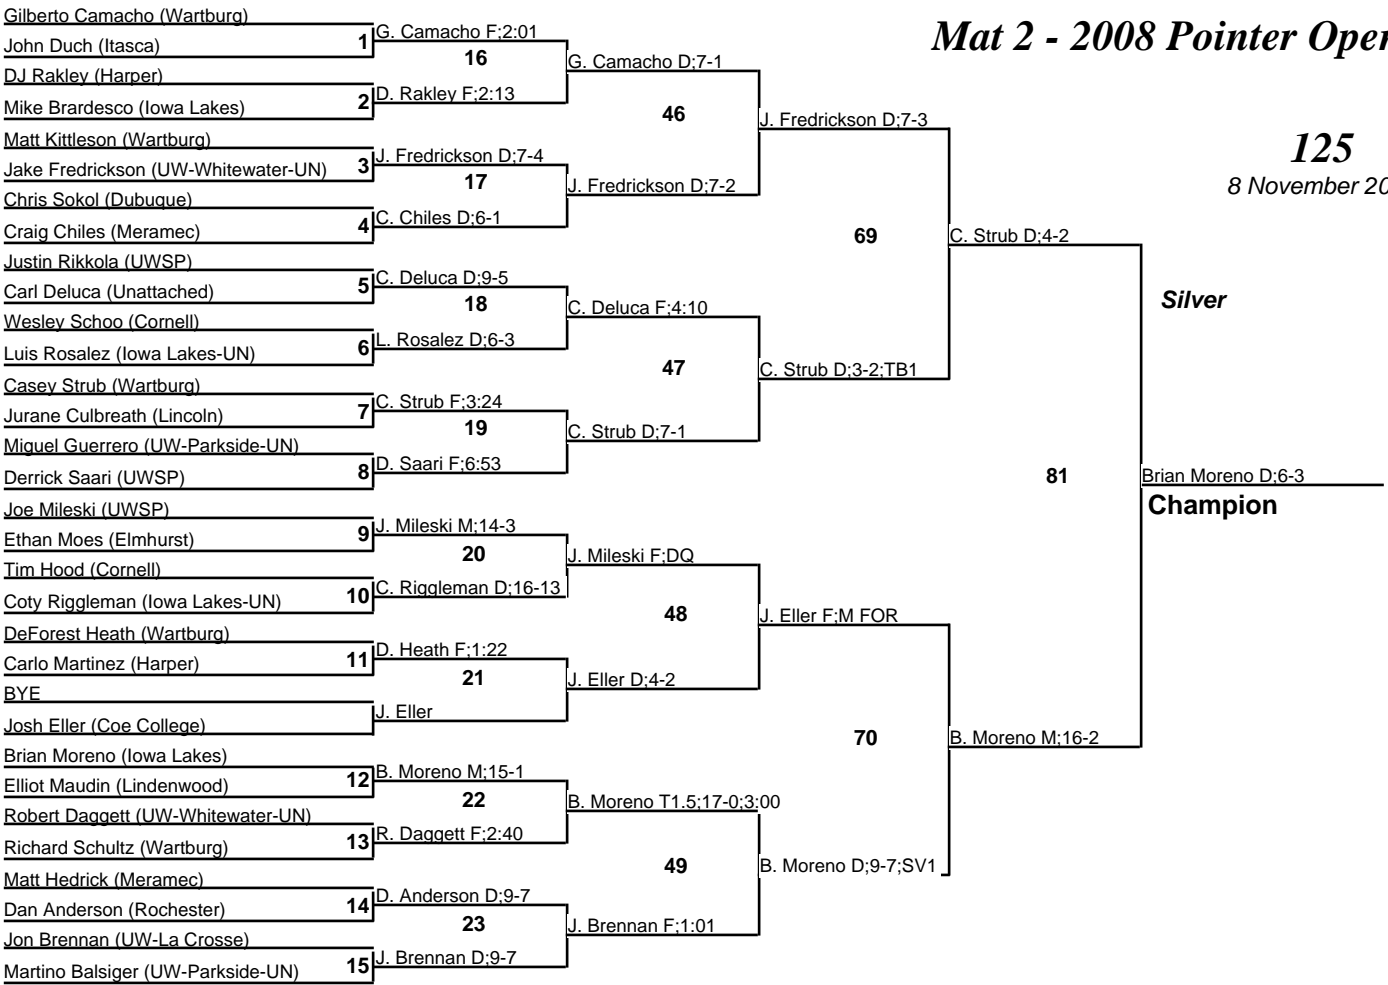 Mat 2 - 2008 Pointer Open
125
8 November 20
Silver
Gilberto Camacho (Wartburg)
John Duch (Itasca)
DJ Rakley (Harper)
Mike Brardesco (Iowa Lakes)
Matt Kittleson (Wartburg)
Jake Fredrickson (UW-Whitewater-UN)
Chris Sokol (Dubuque)
Craig Chiles (Meramec)
Justin Rikkola (UWSP)
Carl Deluca (Unattached)
Wesley Schoo (Cornell)
Luis Rosalez (Iowa Lakes-UN)
Casey Strub (Wartburg)
Jurane Culbreath (Lincoln)
Miguel Guerrero (UW-Parkside-UN)
Derrick Saari (UWSP)
Joe Mileski (UWSP)
Ethan Moes (Elmhurst)
Tim Hood (Cornell)
Coty Riggleman (Iowa Lakes-UN)
DeForest Heath (Wartburg)
Carlo Martinez (Harper)
BYE
Josh Eller (Coe College)
Brian Moreno (Iowa Lakes)
Elliot Maudin (Lindenwood)
Robert Daggett (UW-Whitewater-UN)
Richard Schultz (Wartburg)
Matt Hedrick (Meramec)
Dan Anderson (Rochester)
Jon Brennan (UW-La Crosse)
Martino Balsiger (UW-Parkside-UN)
1
2
3
4
5
6
7
8
9
10
11
12
13
14
15
G. Camacho F;2:01
D. Rakley F;2:13
J. Fredrickson D;7-4
C. Chiles D;6-1
C. Deluca D;9-5
L. Rosalez D;6-3
C. Strub F;3:24
D. Saari F;6:53
J. Mileski M;14-3
C. Riggleman D;16-13
D. Heath F;1:22
J. Eller
B. Moreno M;15-1
R. Daggett F;2:40
D. Anderson D;9-7
J. Brennan D;9-7
16
17
18
19
20
21
22
23
G. Camacho D;7-1
J. Fredrickson D;7-2
C. Deluca F;4:10
C. Strub D;7-1
J. Mileski F;DQ
J. Eller D;4-2
B. Moreno T1.5;17-0;3:00
J. Brennan F;1:01
46
47
48
49
J. Fredrickson D;7-3
C. Strub D;3-2;TB1
J. Eller F;M FOR
B. Moreno D;9-7;SV1
69
70
C. Strub D;4-2
B. Moreno M;16-2
81
Brian Moreno D;6-3
Champion